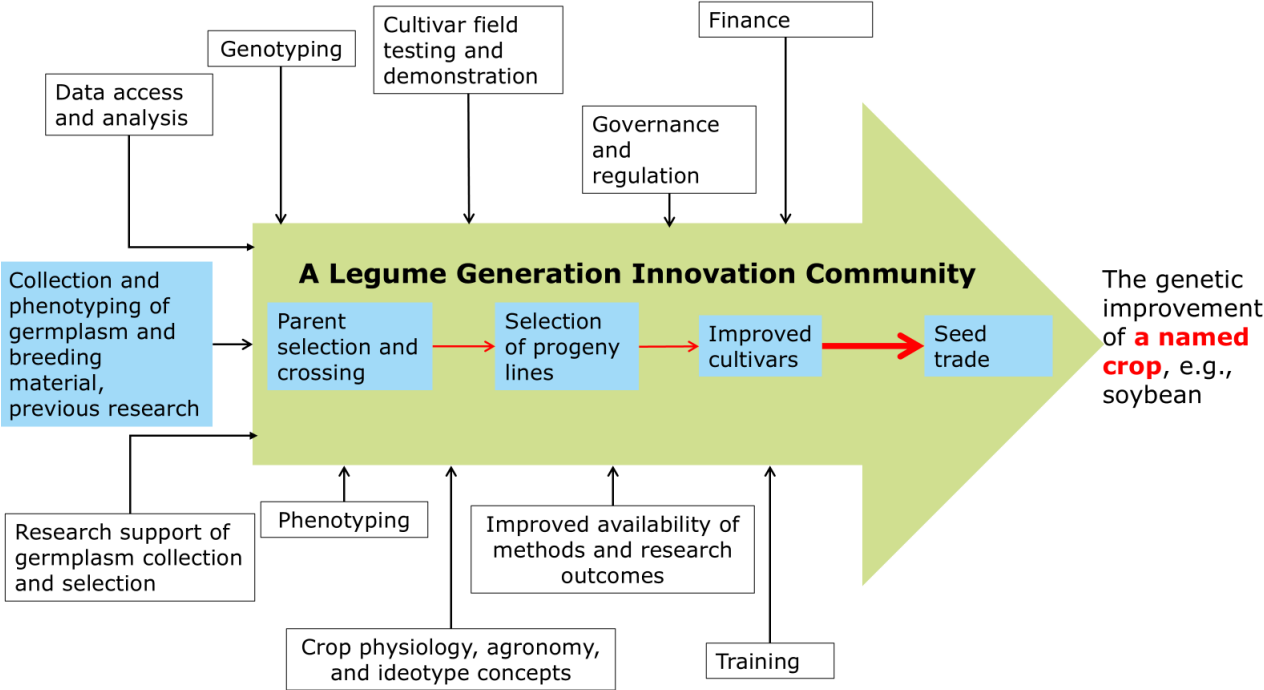 Finance
Cultivar field
testing and
demonstration
Genotyping
Data access
and analysis
Governance
and
regulation
A Legume Generation Innovation Community
Collection and
phenotyping of
germplasm and
breeding
material,
previous research
Parent
selection and
crossing
Selection
of progeny
lines
Improved
cultivars
Seed
trade
The genetic
improvement
of a named
crop, e.g.,
soybean
Research support of
germplasm collection
and selection
Phenotyping
Improved availability of
methods and research
outcomes
Crop physiology, agronomy,
and ideotype concepts
Training